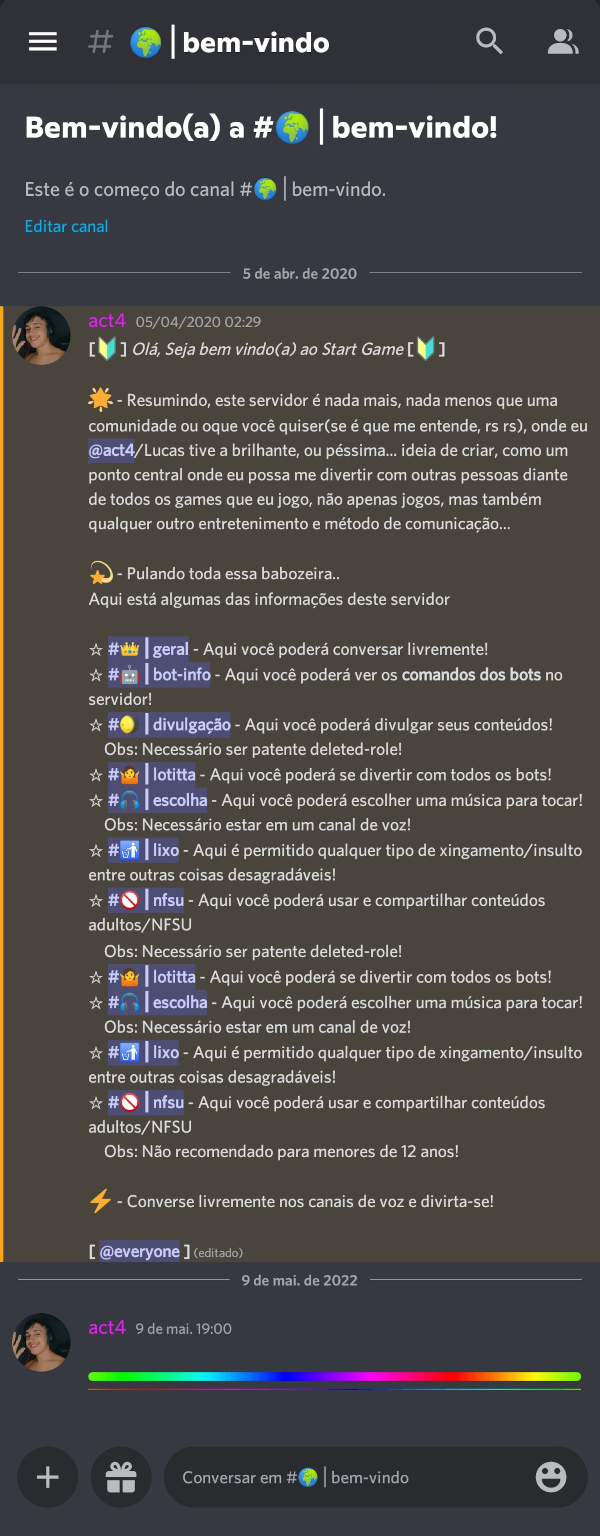 # 🌍 | bem-vindo
Bem-vindo(a) a #🌍 | bem-vindo!
Este é o começo do canal #🌍 | bem-vindo.
Editar canal
5 de abr. de 2020
act4 05/04/2020 02:29
[🔰] Olá, Seja bem vindo(a) ao Start Game [🔰]
🌟 - Resumindo, este servidor é nada mais, nada menos que uma
comunidade ou oque você quiser(se é que me entende, rs rs), onde eu
@act4/Lucas tive a brilhante, ou péssima... ideia de criar, como um
ponto central onde eu possa me divertir com outras pessoas diante
de todos os games que eu jogo, não apenas jogos, mas também
qualquer outro entretenimento e método de comunicação...
💫 - Pulando toda essa babozeira..
Aqui está algumas das informações deste servidor
☆ #👑 | geral - Aqui você poderá conversar livremente!
☆ #🤖 | bot-info - Aqui você poderá ver os comandos dos bots no
servidor!
☆ #🟡 | divulgação - Aqui você poderá divulgar seus conteúdos!
Obs: Necessário ser patente deleted-role!
☆ #🤷 | lotitta - Aqui você poderá se divertir com todos os bots!
☆ #🎧 | escolha - Aqui você poderá escolher uma música para tocar!
Obs: Necessário estar em um canal de voz!
☆ #🚮 | lixo - Aqui é permitido qualquer tipo de xingamento/insulto
entre outras coisas desagradáveis!
☆ #🚫 | nfsu - Aqui você poderá usar e compartilhar conteúdos
adultos/NFSU
Obs: Necessário ser patente deleted-role!
☆ #🤷 | lotitta - Aqui você poderá se divertir com todos os bots!
☆ #🎧 | escolha - Aqui você poderá escolher uma música para tocar!
Obs: Necessário estar em um canal de voz!
☆ #🚮 | lixo - Aqui é permitido qualquer tipo de xingamento/insulto
entre outras coisas desagradáveis!
☆ #🚫 | nfsu - Aqui você poderá usar e compartilhar conteúdos
adultos/NFSU
Obs: Não recomendado para menores de 12 anos!
⚡ - Converse livremente nos canais de voz e divirta-se!
[ @everyone ] (editado)
9 de mai. de 2022
act4 9 de mai. 19:00
Conversar em #🌍 | bem-vindo